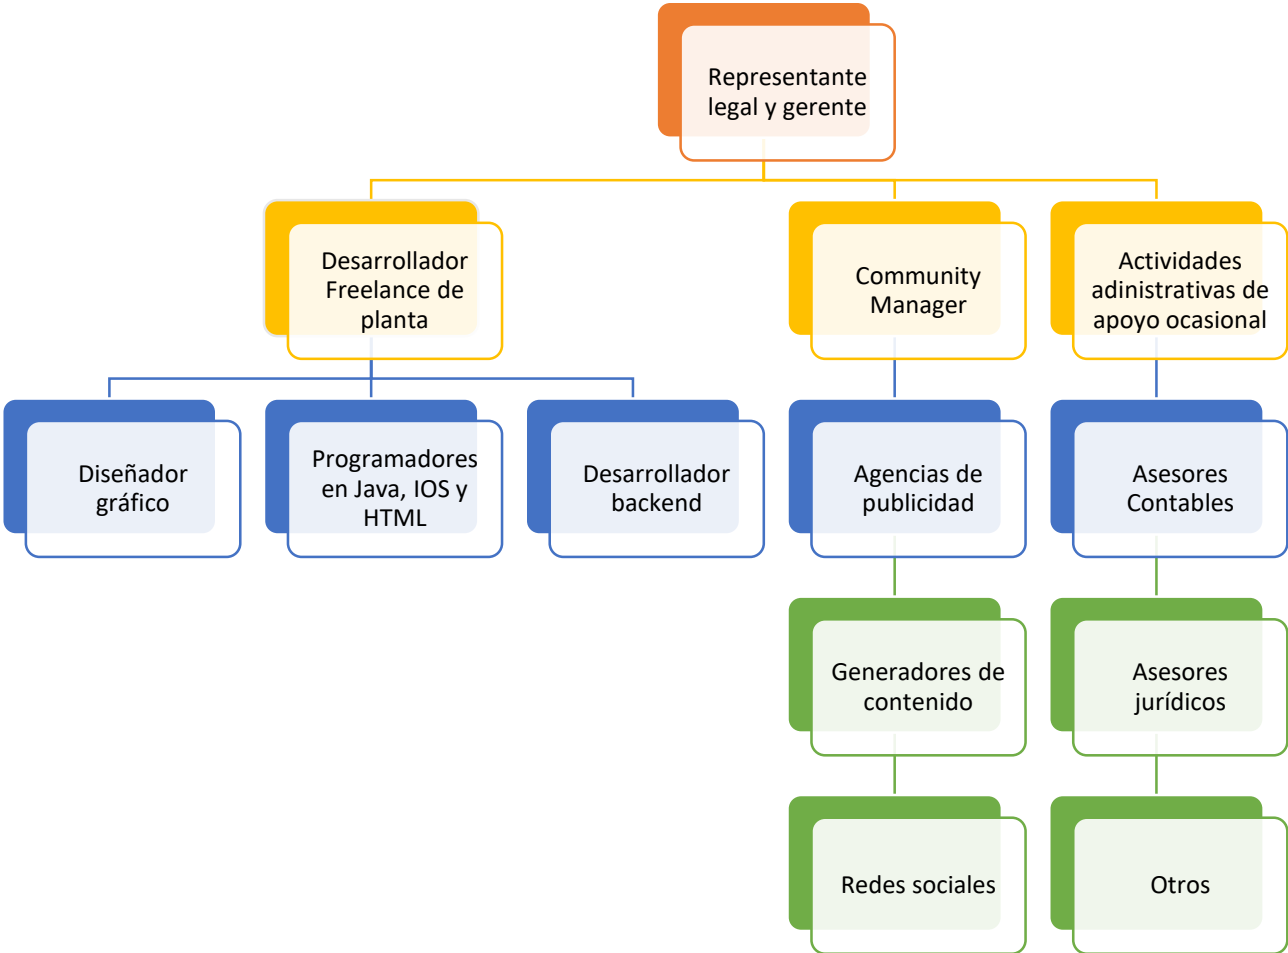 Representante
legal y gerente
Desarrollador
Freelance de
planta
Community
Manager
Actividades
adinistrativas de
apoyo ocasional
Diseñador
gráfico
Programadores
en Java, IOS y
HTML
Desarrollador
backend
Agencias de
publicidad
Asesores
Contables
Generadores de
contenido
Asesores
jurídicos
Redes sociales
Otros